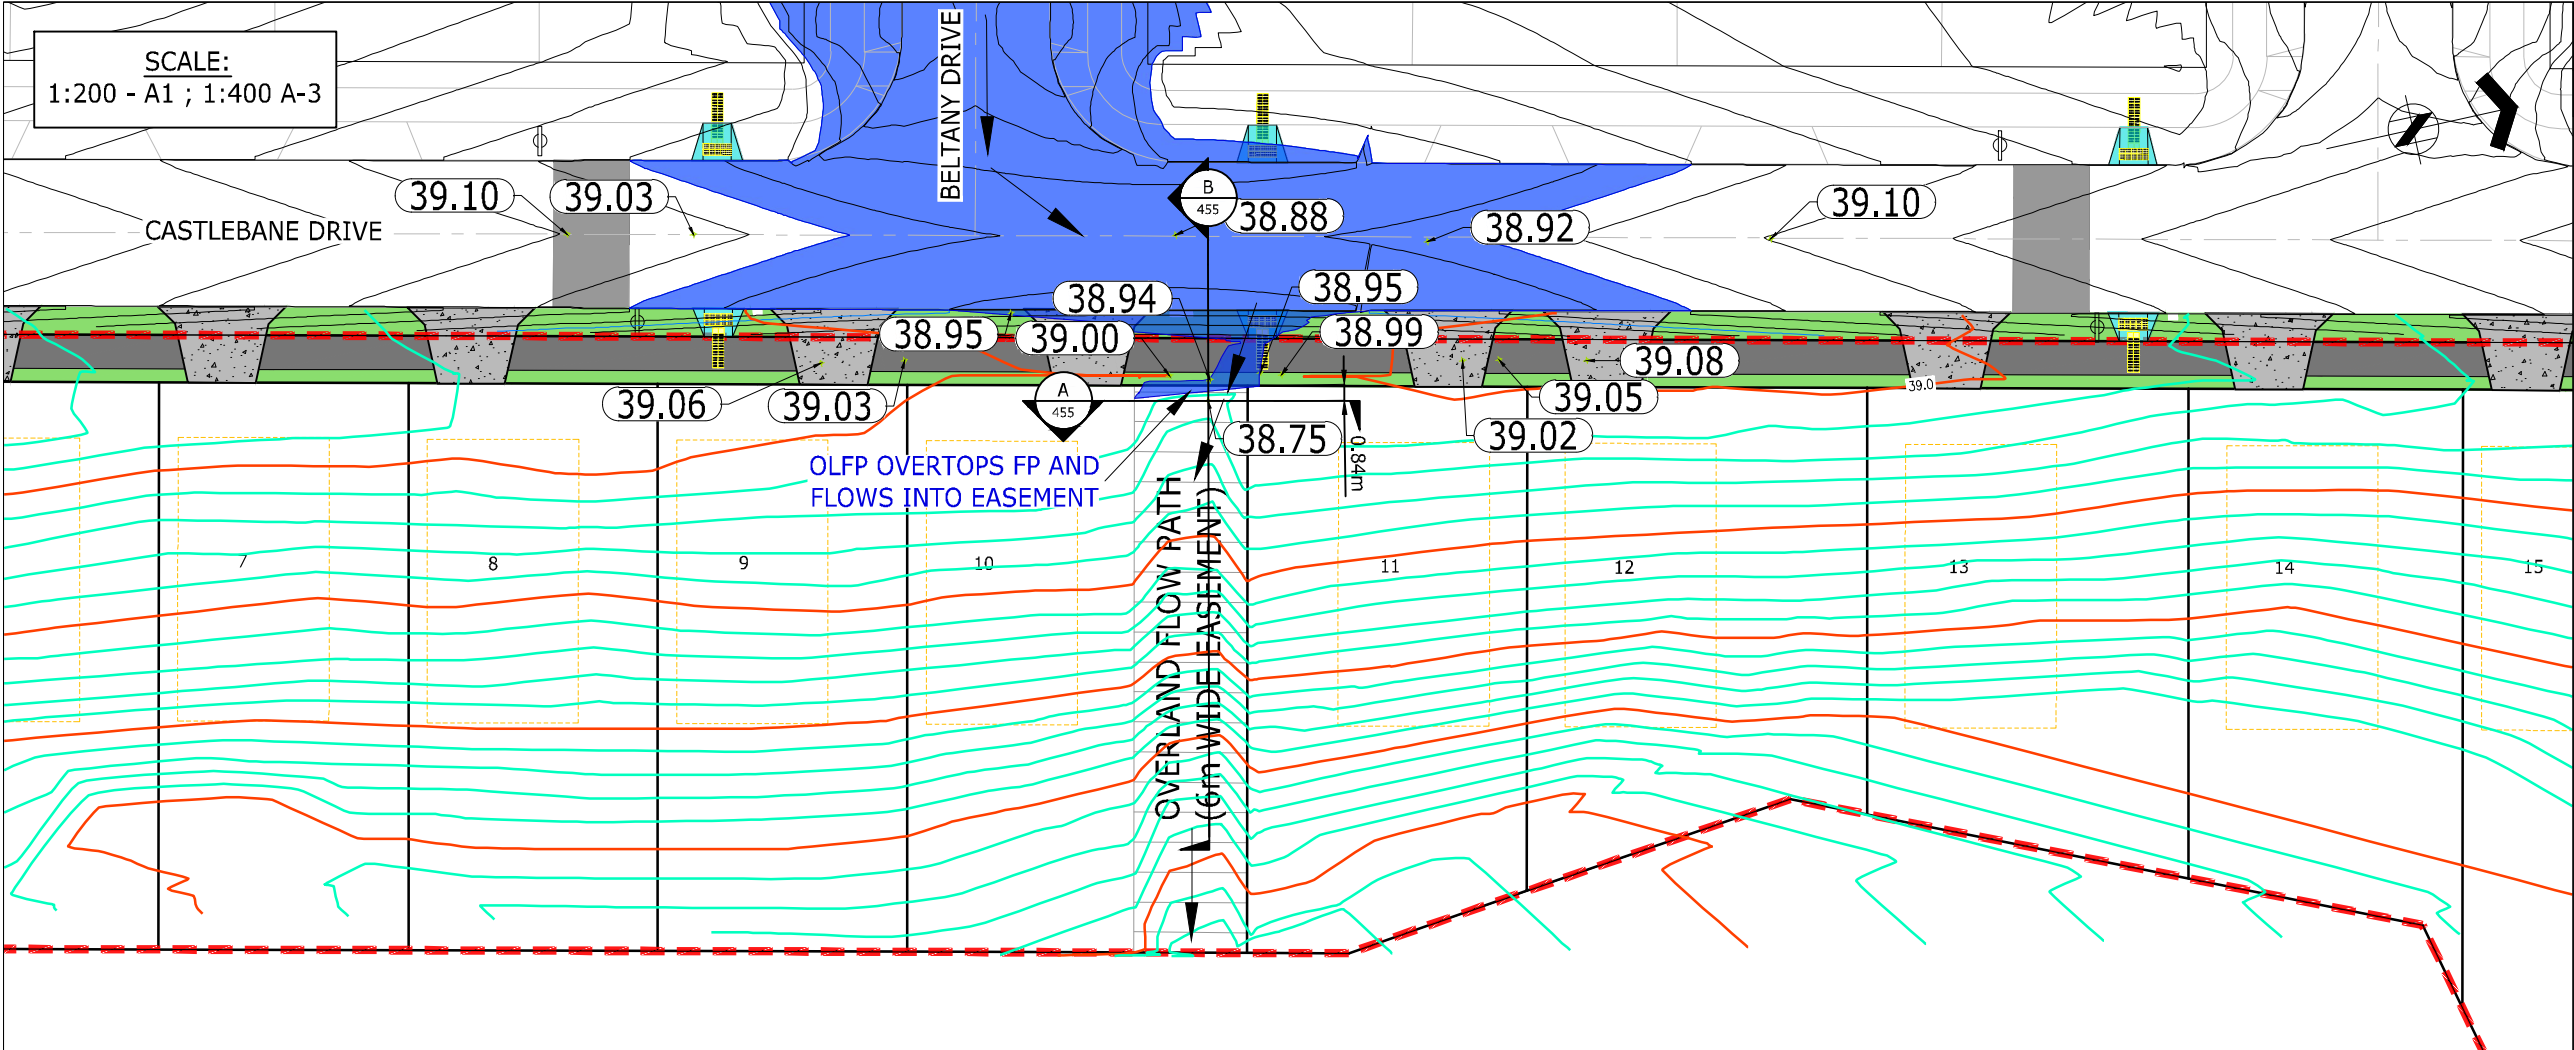 SCALE:
1:200 - A1 ; 1:400 A-3
BELTANY DRIVE
CASTLEBANE DRIVE
39.10
39.03
B
455
38.88
38.92
39.10
38.94
38.95
38.95
39.00
38.99
39.08
39.06
39.03
A
455
39.05
39.0
38.75
39.02
0.84m
OLFP OVERTOPS FP AND
FLOWS INTO EASEMENT
OVERLAND FLOW PATH
(6m WIDE EASEMENT)
7
8
9
10
11
12
13
14
15